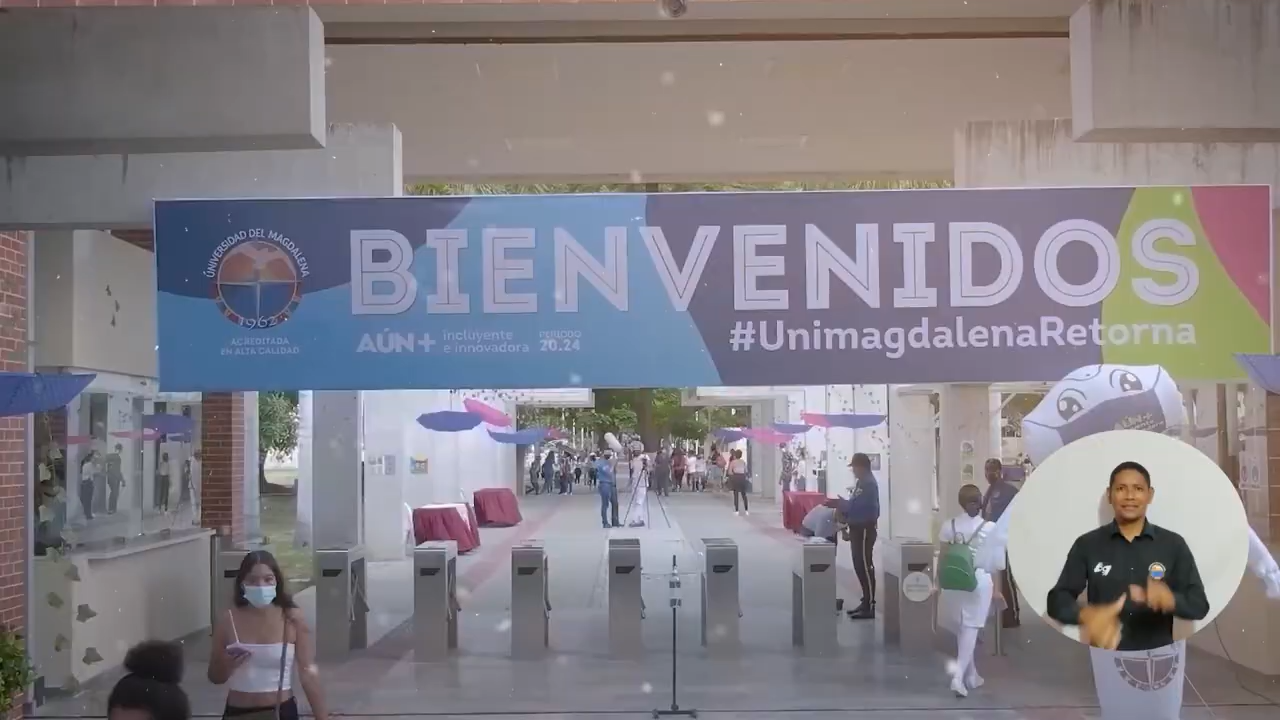 UNIVERSIDAD DEL MAGDALENA
1962
ACREDITADA
EN ALTA CALIDAD
BIENVENIDOS
AÚN+ incluyente
e innovadora
PERIODO
20.24
#UnimagdalenaRetorna